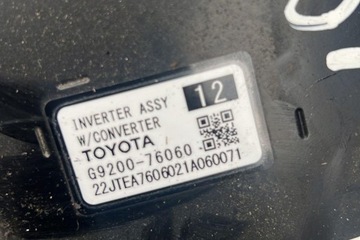 INVERTER ASSY 12
W/CONVERTER
TOYOTA
G9200-76060
22JTEA7606021A060071